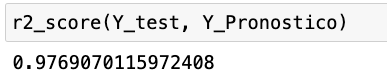 r2_score(Y_test, Y_Pronostico)
0.9769070115972408